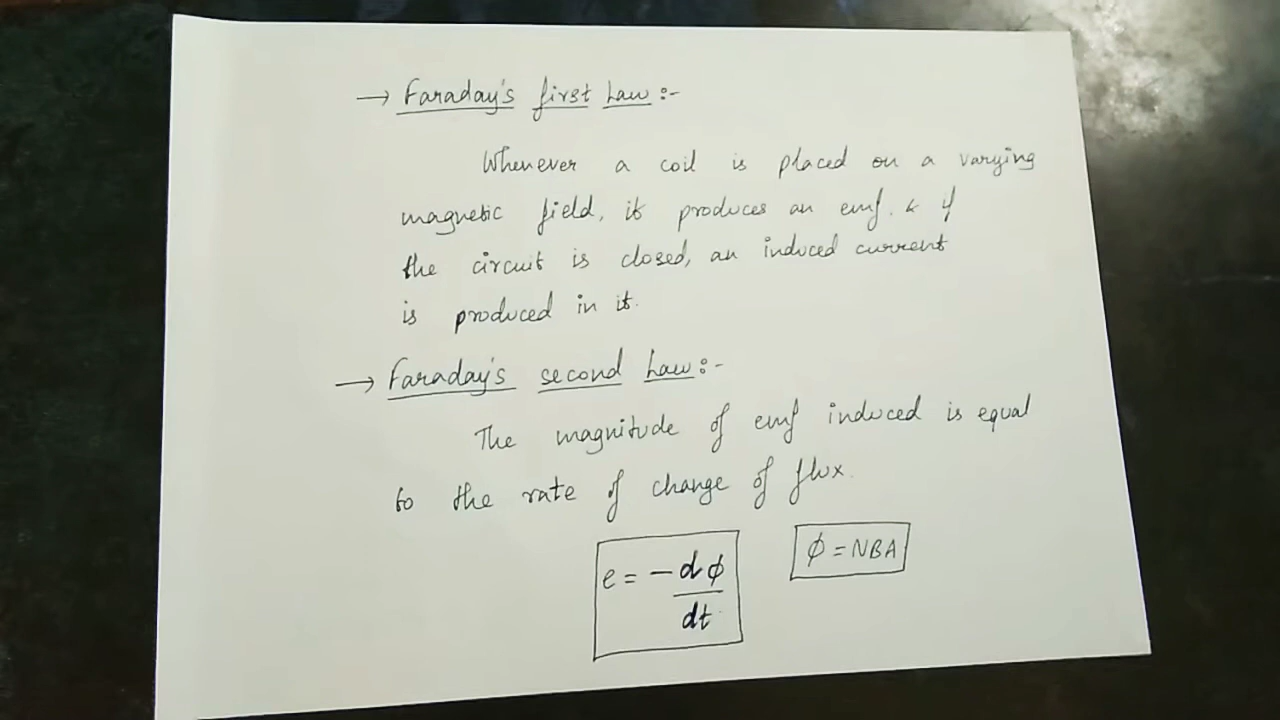 → Faraday's first Law :-
Whenever a coil is placed on a varying
magnetic field, it produces an emf. & if
the circuit is closed, an induced current
is produced in it.
→ Faraday's second Law :-
The magnitude of emf induced is equal
to the rate of change of flux.
e = -dϕ/dt
ϕ = NBA